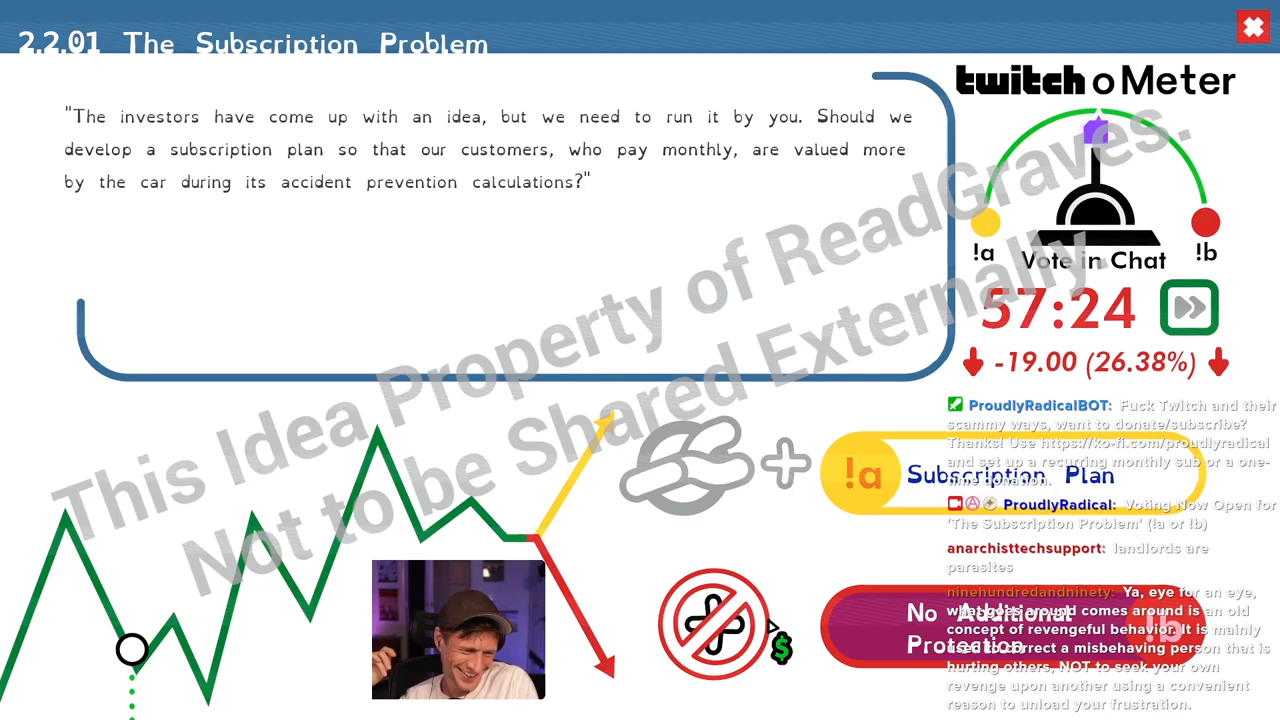 2.2.01 The Subscription Problem
"The investors have come up with an idea, but we need to run it by you. Should we
develop a subscription plan so that our customers, who pay monthly, are valued more
by the car during its accident prevention calculations?"
This Idea Property of ReadGraves.
Not to be Shared Externally.
twitch o Meter
!a
Vote in Chat
!b
57:24
-19.00 (26.38%)
!a Subscription Plan
No Additional
Protection
!b
$
ProudlyRadicalBOT: Fuck Twitch and their
scammy ways, want to donate/subscribe?
Thanks! Use https://ko-fi.com/proudlyradical
and set up a recurring monthly sub or a one-
time donation.
ProudlyRadical: Voting Now Open for
'The Subscription Problem' (!a or !b)
anarchisttechsupport: landlords are
parasites
ninehundredandninety: Ya, eye for an eye,
what goes around comes around is an old
concept of revengeful behavior. It is mainly
used to correct a misbehaving person that is
hurting others, NOT to seek your own
revenge upon another using a convenient
reason to unload your frustration.